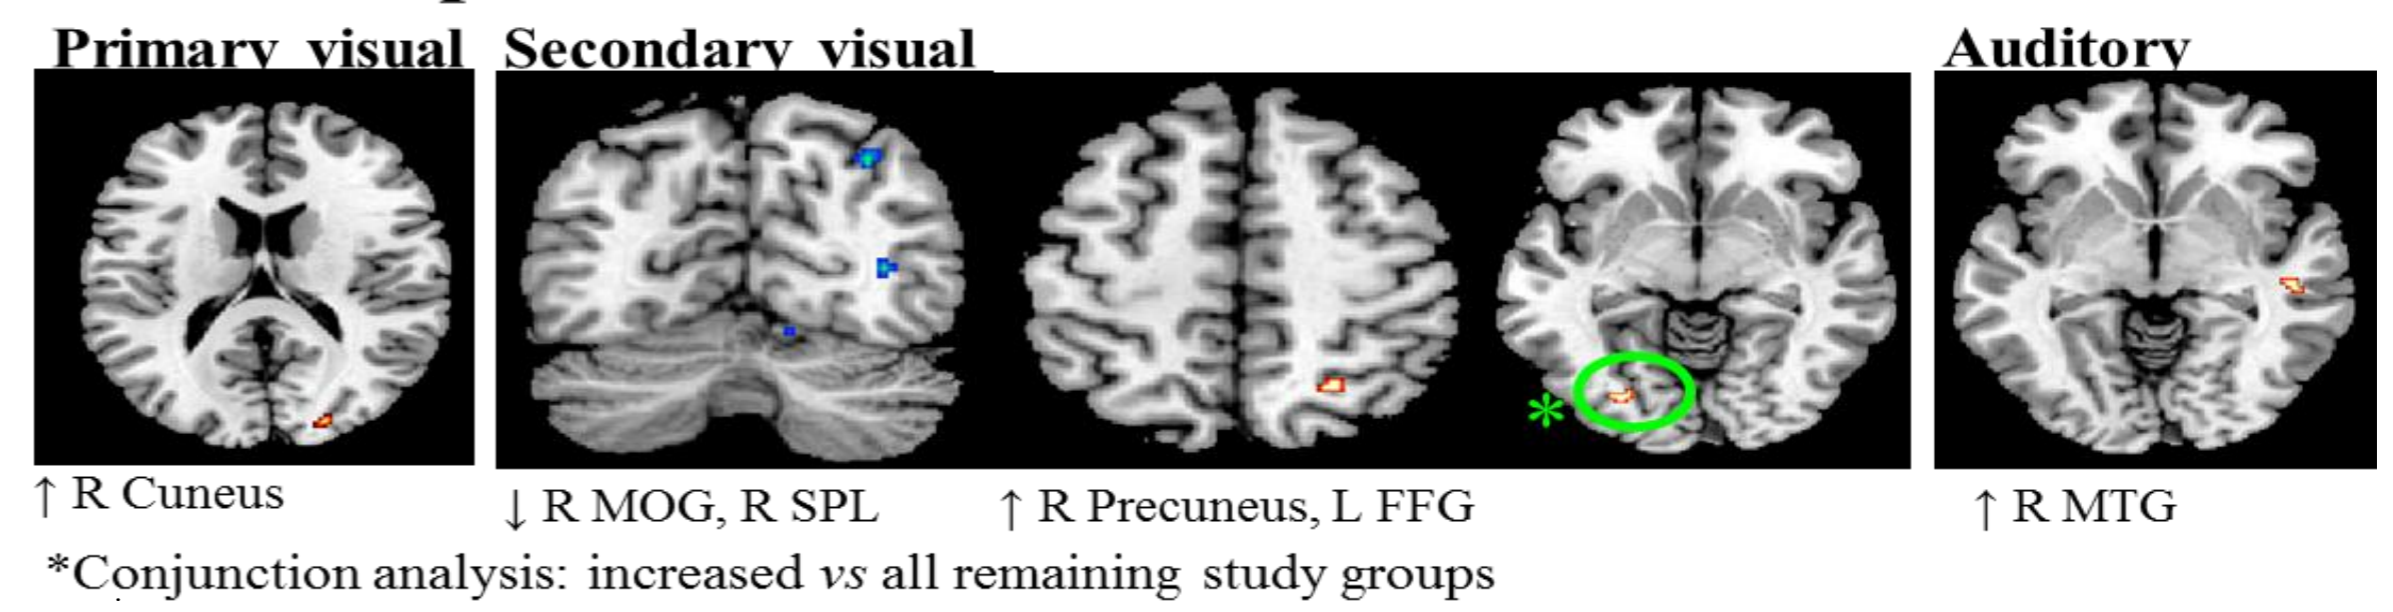 Primary visual
Secondary visual
Auditory
↑ R Cuneus
↓ R MOG, R SPL
↑ R Precuneus, L FFG
↑ R MTG
*
*Conjunction analysis: increased vs all remaining study groups